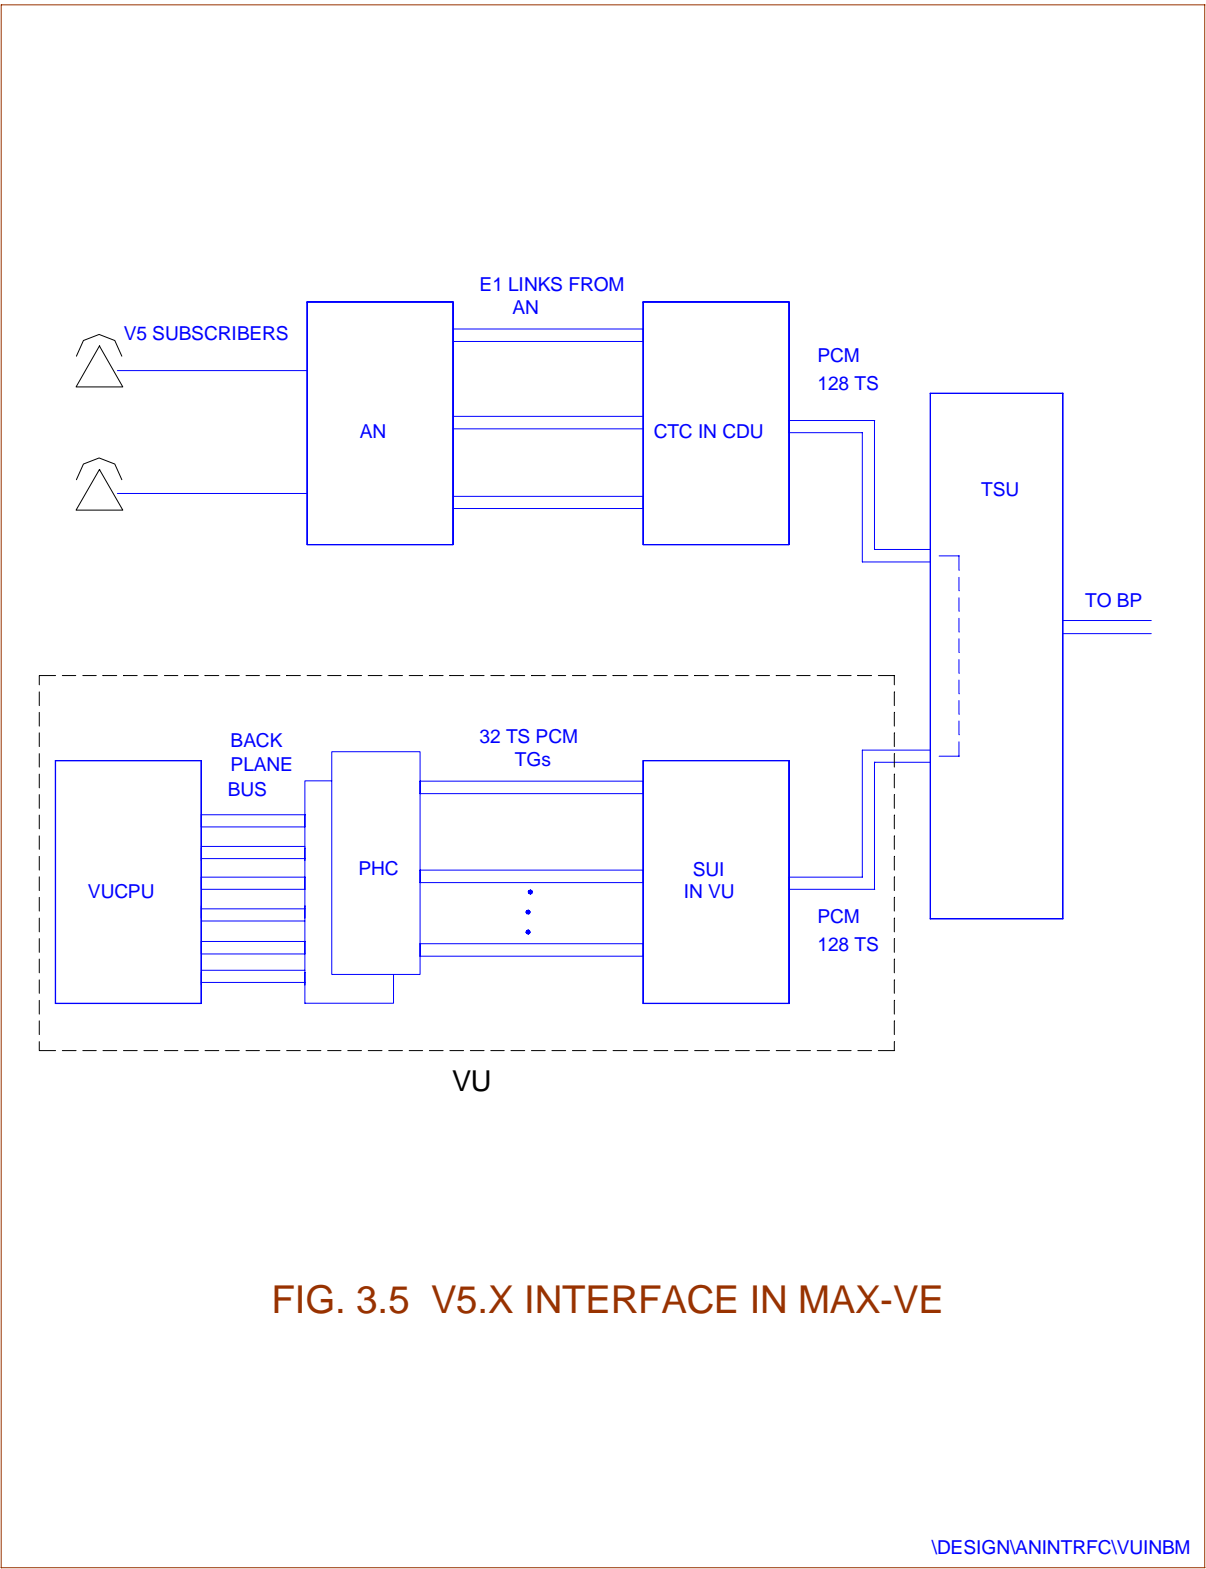 E1 LINKS FROM
AN
V5 SUBSCRIBERS
PCM
128 TS
AN
CTC IN CDU
TSU
TO BP
BACK
PLANE
BUS
32 TS PCM
TGs
VUCPU
PHC
SUI
IN VU
PCM
128 TS
VU
FIG. 3.5 V5.X INTERFACE IN MAX-VE
\DESIGN\ANINTRFC\VUINBM